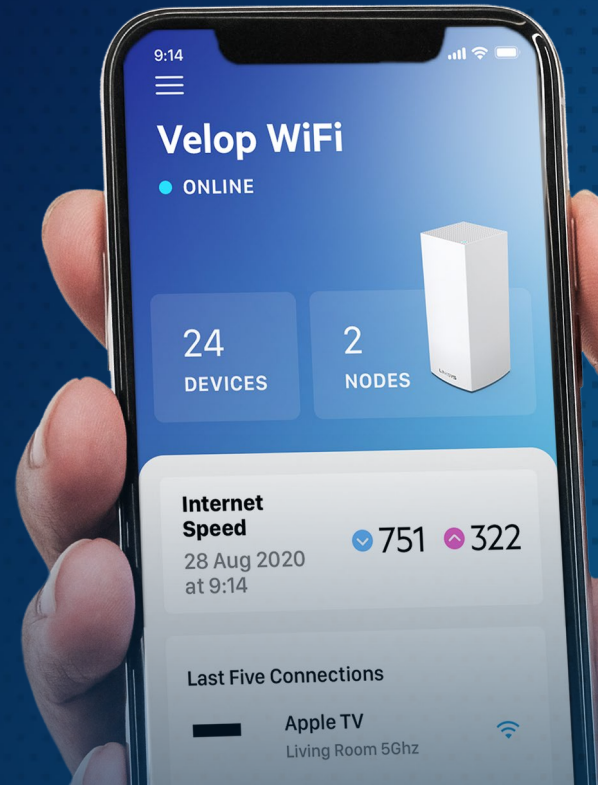 9:14
Velop WiFi
ONLINE
24
DEVICES
2
NODES
LINKSYS
Internet
Speed
28 Aug 2020
at 9:14
751 322
Last Five Connections
Apple TV
Living Room 5Ghz